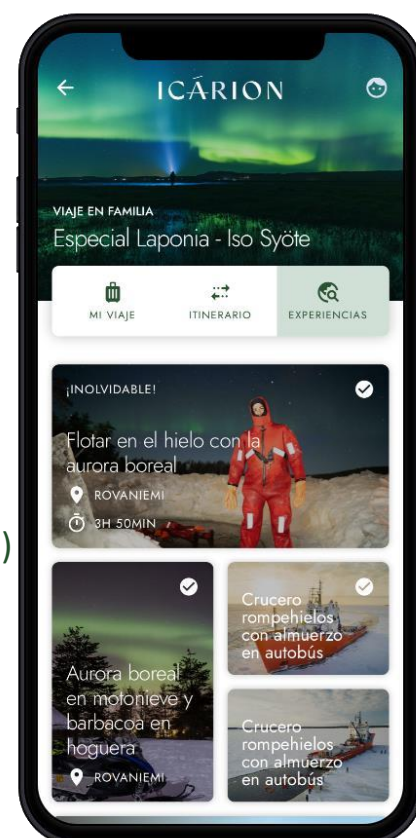 ICÁRION
VIAJE EN FAMILIA
Especial Laponia - Iso Syöte
MI VIAJE
ITINERARIO
EXPERIENCIAS
¡INOLVIDABLE!
Flotar en el hielo con la
aurora boreal
ROVANIEMI
3H 50MIN
)
Aurora boreal
en motonieve y
barbacoa en
hoguera
ROVANIEMI
Crucero
rompehielos
con almuerzo
en autobús
Crucero
rompehielos
con almuerzo
en autobús